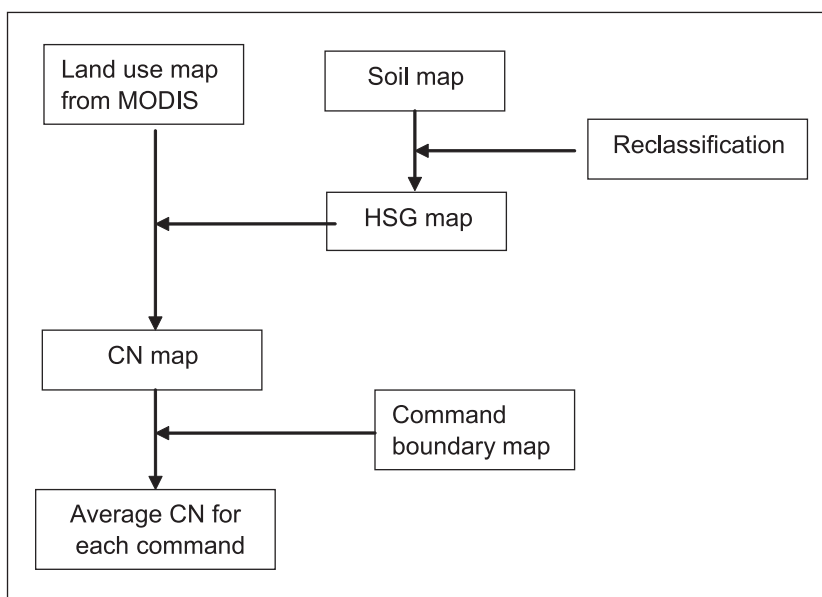 Land use map
from MODIS
Soil map
Reclassification
HSG map
CN map
Command
boundary map
Average CN for
each command